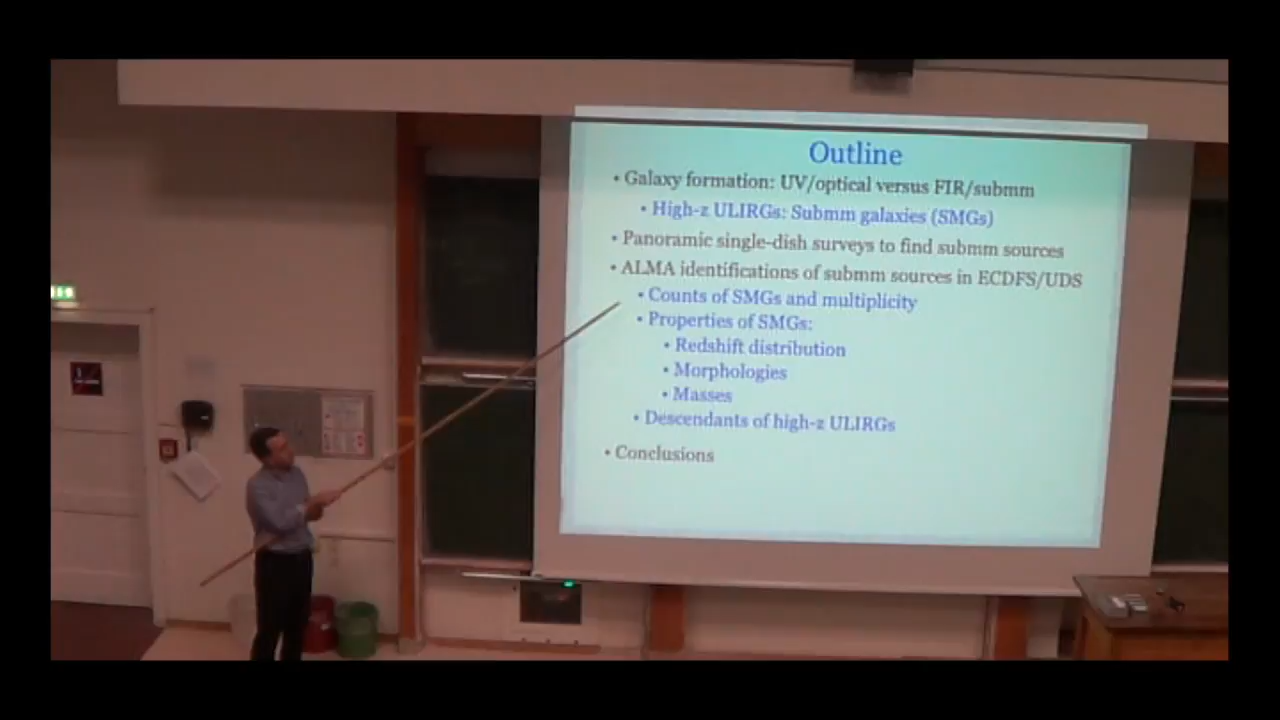 Outline
• Galaxy formation: UV/optical versus FIR/submm
• High-z ULIRGs: Submm galaxies (SMGs)
• Panoramic single-dish surveys to find submm sources
• ALMA identifications of submm sources in ECDFS/UDS
• Counts of SMGs and multiplicity
• Properties of SMGs:
• Redshift distribution
• Morphologies
• Masses
• Descendants of high-z ULIRGs
• Conclusions